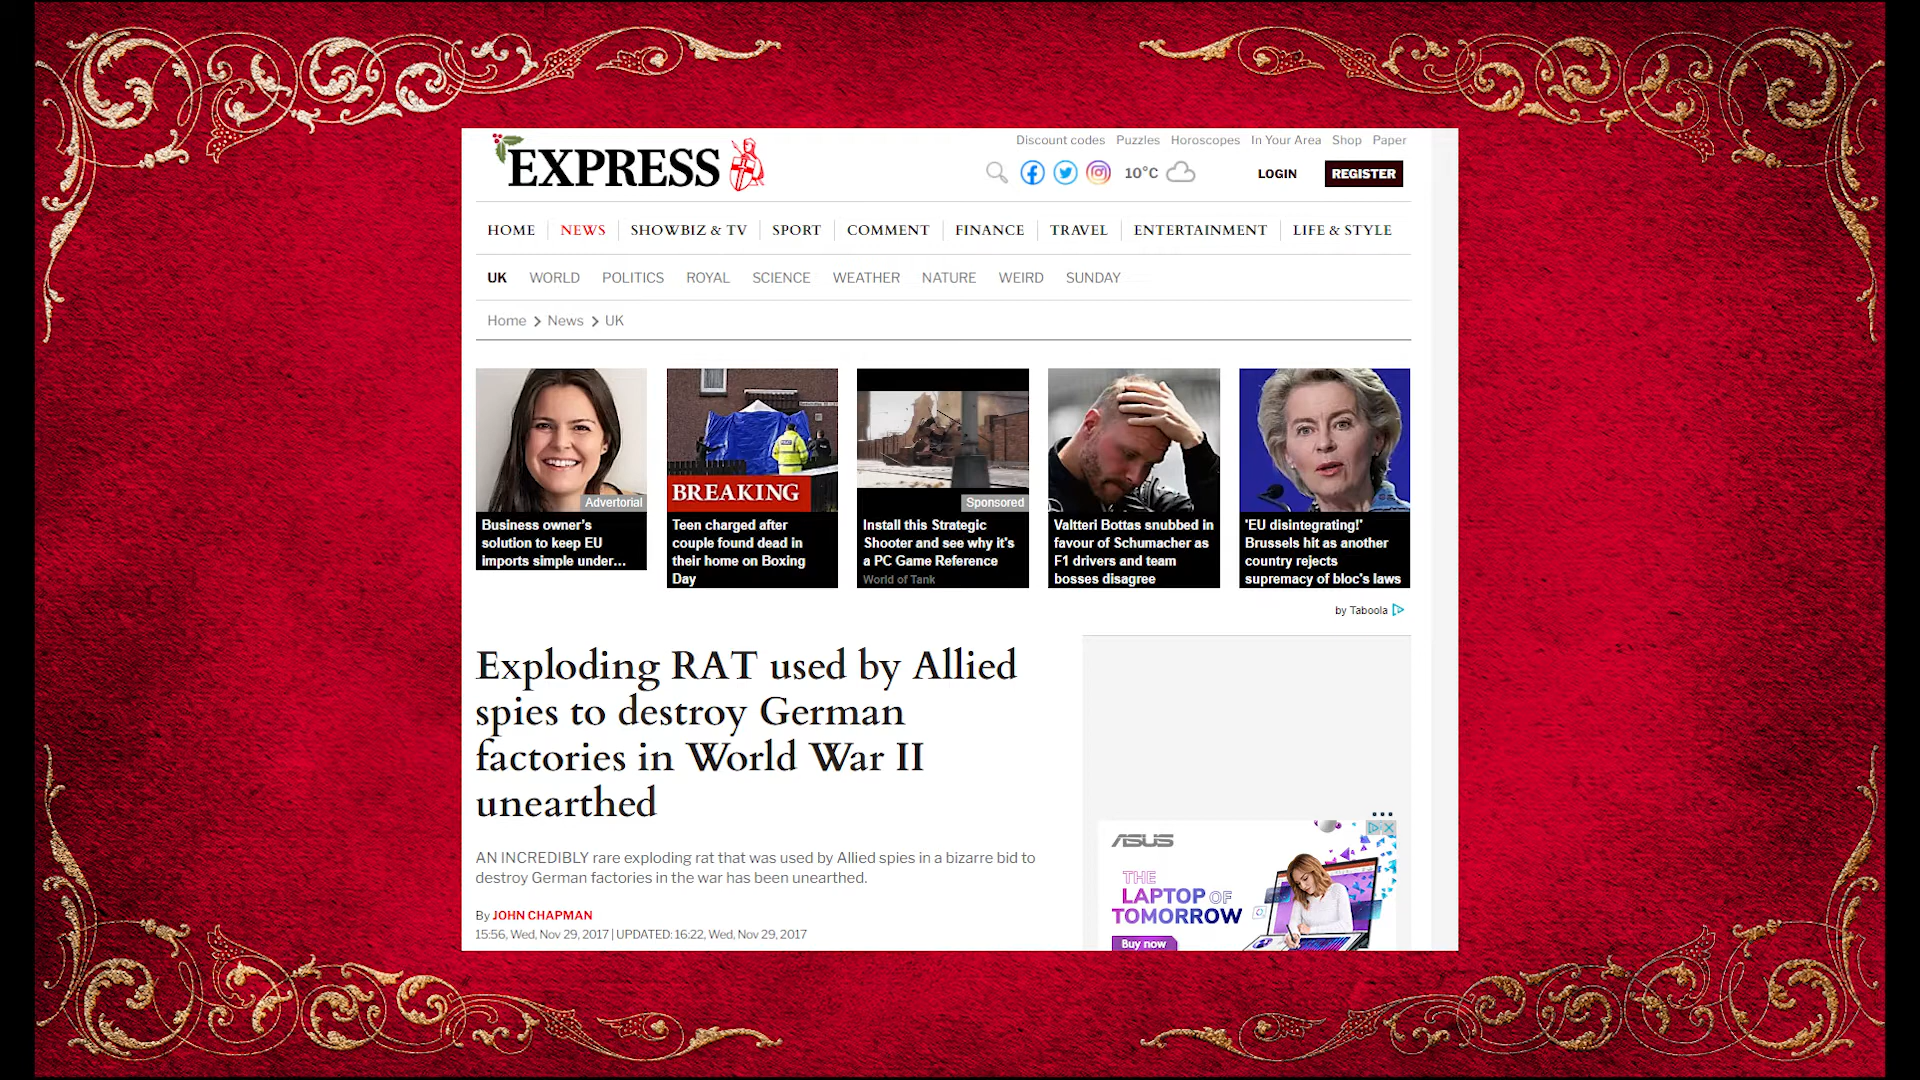 EXPRESS
Discount codes Puzzles Horoscopes In Your Area Shop Paper
10°C
LOGIN
REGISTER
HOME NEWS SHOWBIZ & TV SPORT COMMENT FINANCE TRAVEL ENTERTAINMENT LIFE & STYLE
UK WORLD POLITICS ROYAL SCIENCE WEATHER NATURE WEIRD SUNDAY
Home > News > UK
Advertorial
Business owner's
solution to keep EU
imports simple under...
BREAKING
Teen charged after
couple found dead in
their home on Boxing
Day
Sponsored
Install this Strategic
Shooter and see why it's
a PC Game Reference
World of Tank
Valtteri Bottas snubbed in
favour of Schumacher as
F1 drivers and team
bosses disagree
'EU disintegrating!'
Brussels hit as another
country rejects
supremacy of bloc's laws
by Taboola
Exploding RAT used by Allied
spies to destroy German
factories in World War II
unearthed
AN INCREDIBLY rare exploding rat that was used by Allied spies in a bizarre bid to
destroy German factories in the war has been unearthed.
By JOHN CHAPMAN
15:56, Wed, Nov 29, 2017 | UPDATED: 16:22, Wed, Nov 29, 2017
ASUS
THE
LAPTOP OF
TOMORROW
Buy now